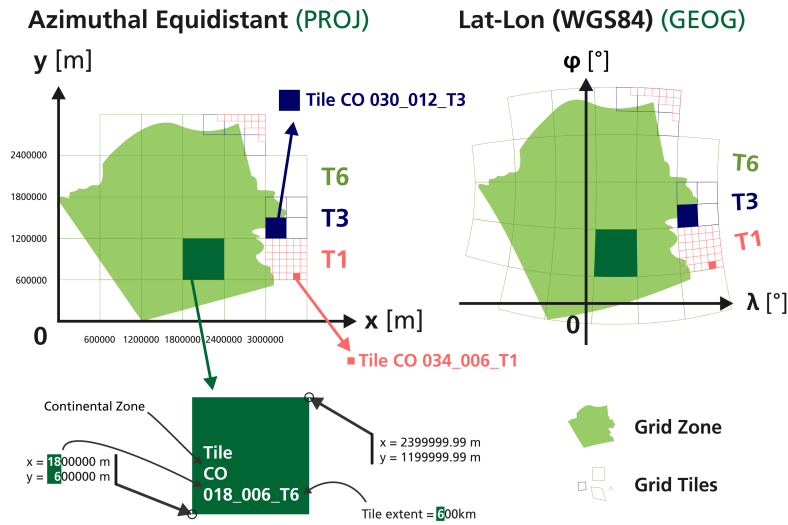 Azimuthal Equidistant (PROJ)
Lat-Lon (WGS84) (GEOG)
y [m]
φ [°]
Tile CO 030_012_T3
2400000
1800000
1200000
600000
T6
T3
T1
T6
T3
T1
0
x [m]
600000 1200000 1800000 2400000 3000000
0
λ [°]
Tile CO 034_006_T1
Continental Zone
x = 1800000 m
y = 600000 m
Tile
CO
018_006_T6
x = 2399999.99 m
y = 1199999.99 m
Tile extent = 600km
Grid Zone
Grid Tiles